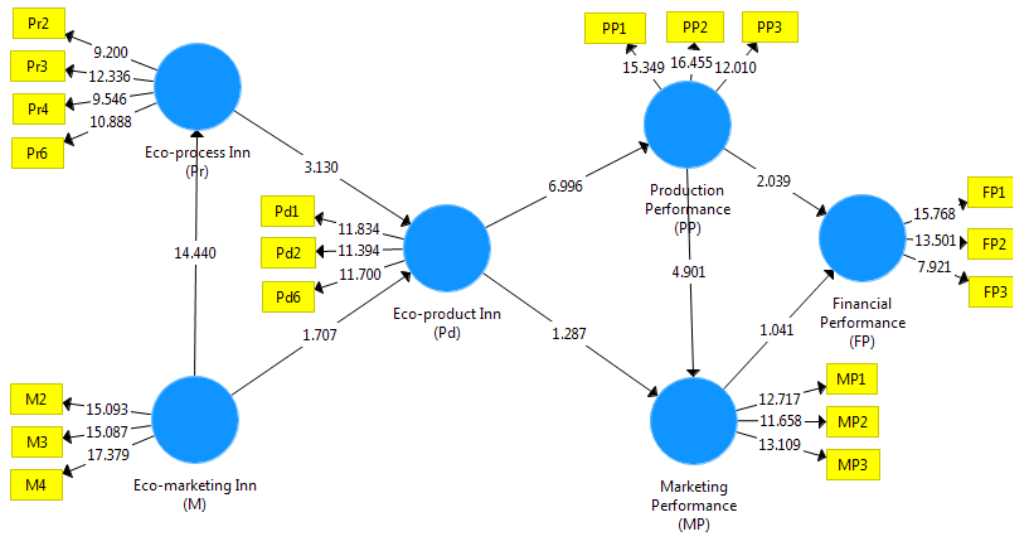 Pr2
Pr3
Pr4
Pr6
9.200
12.336
9.546
10.888
Eco-process Inn
(Pr)
PP1
PP2
PP3
15.349
16.455
12.010
Production
Performance
(PP)
3.130
6.996
2.039
14.440
4.901
Pd1
Pd2
Pd6
11.834
11.394
11.700
Eco-product Inn
(Pd)
FP1
FP2
FP3
15.768
13.501
7.921
Financial
Performance
(FP)
1.707
1.287
1.041
M2
M3
M4
15.093
15.087
17.379
Eco-marketing Inn
(M)
MP1
MP2
MP3
12.717
11.658
13.109
Marketing
Performance
(MP)